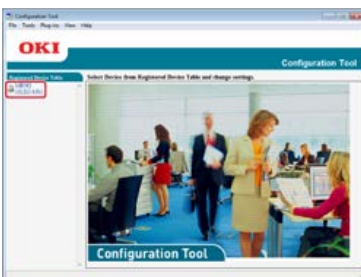 Configuration Tool
File Tools Plug-ins View Help
OKI
Configuration Tool
Registered Device Table
Select Device from Registered Device Table and change settings.
Configuration Tool